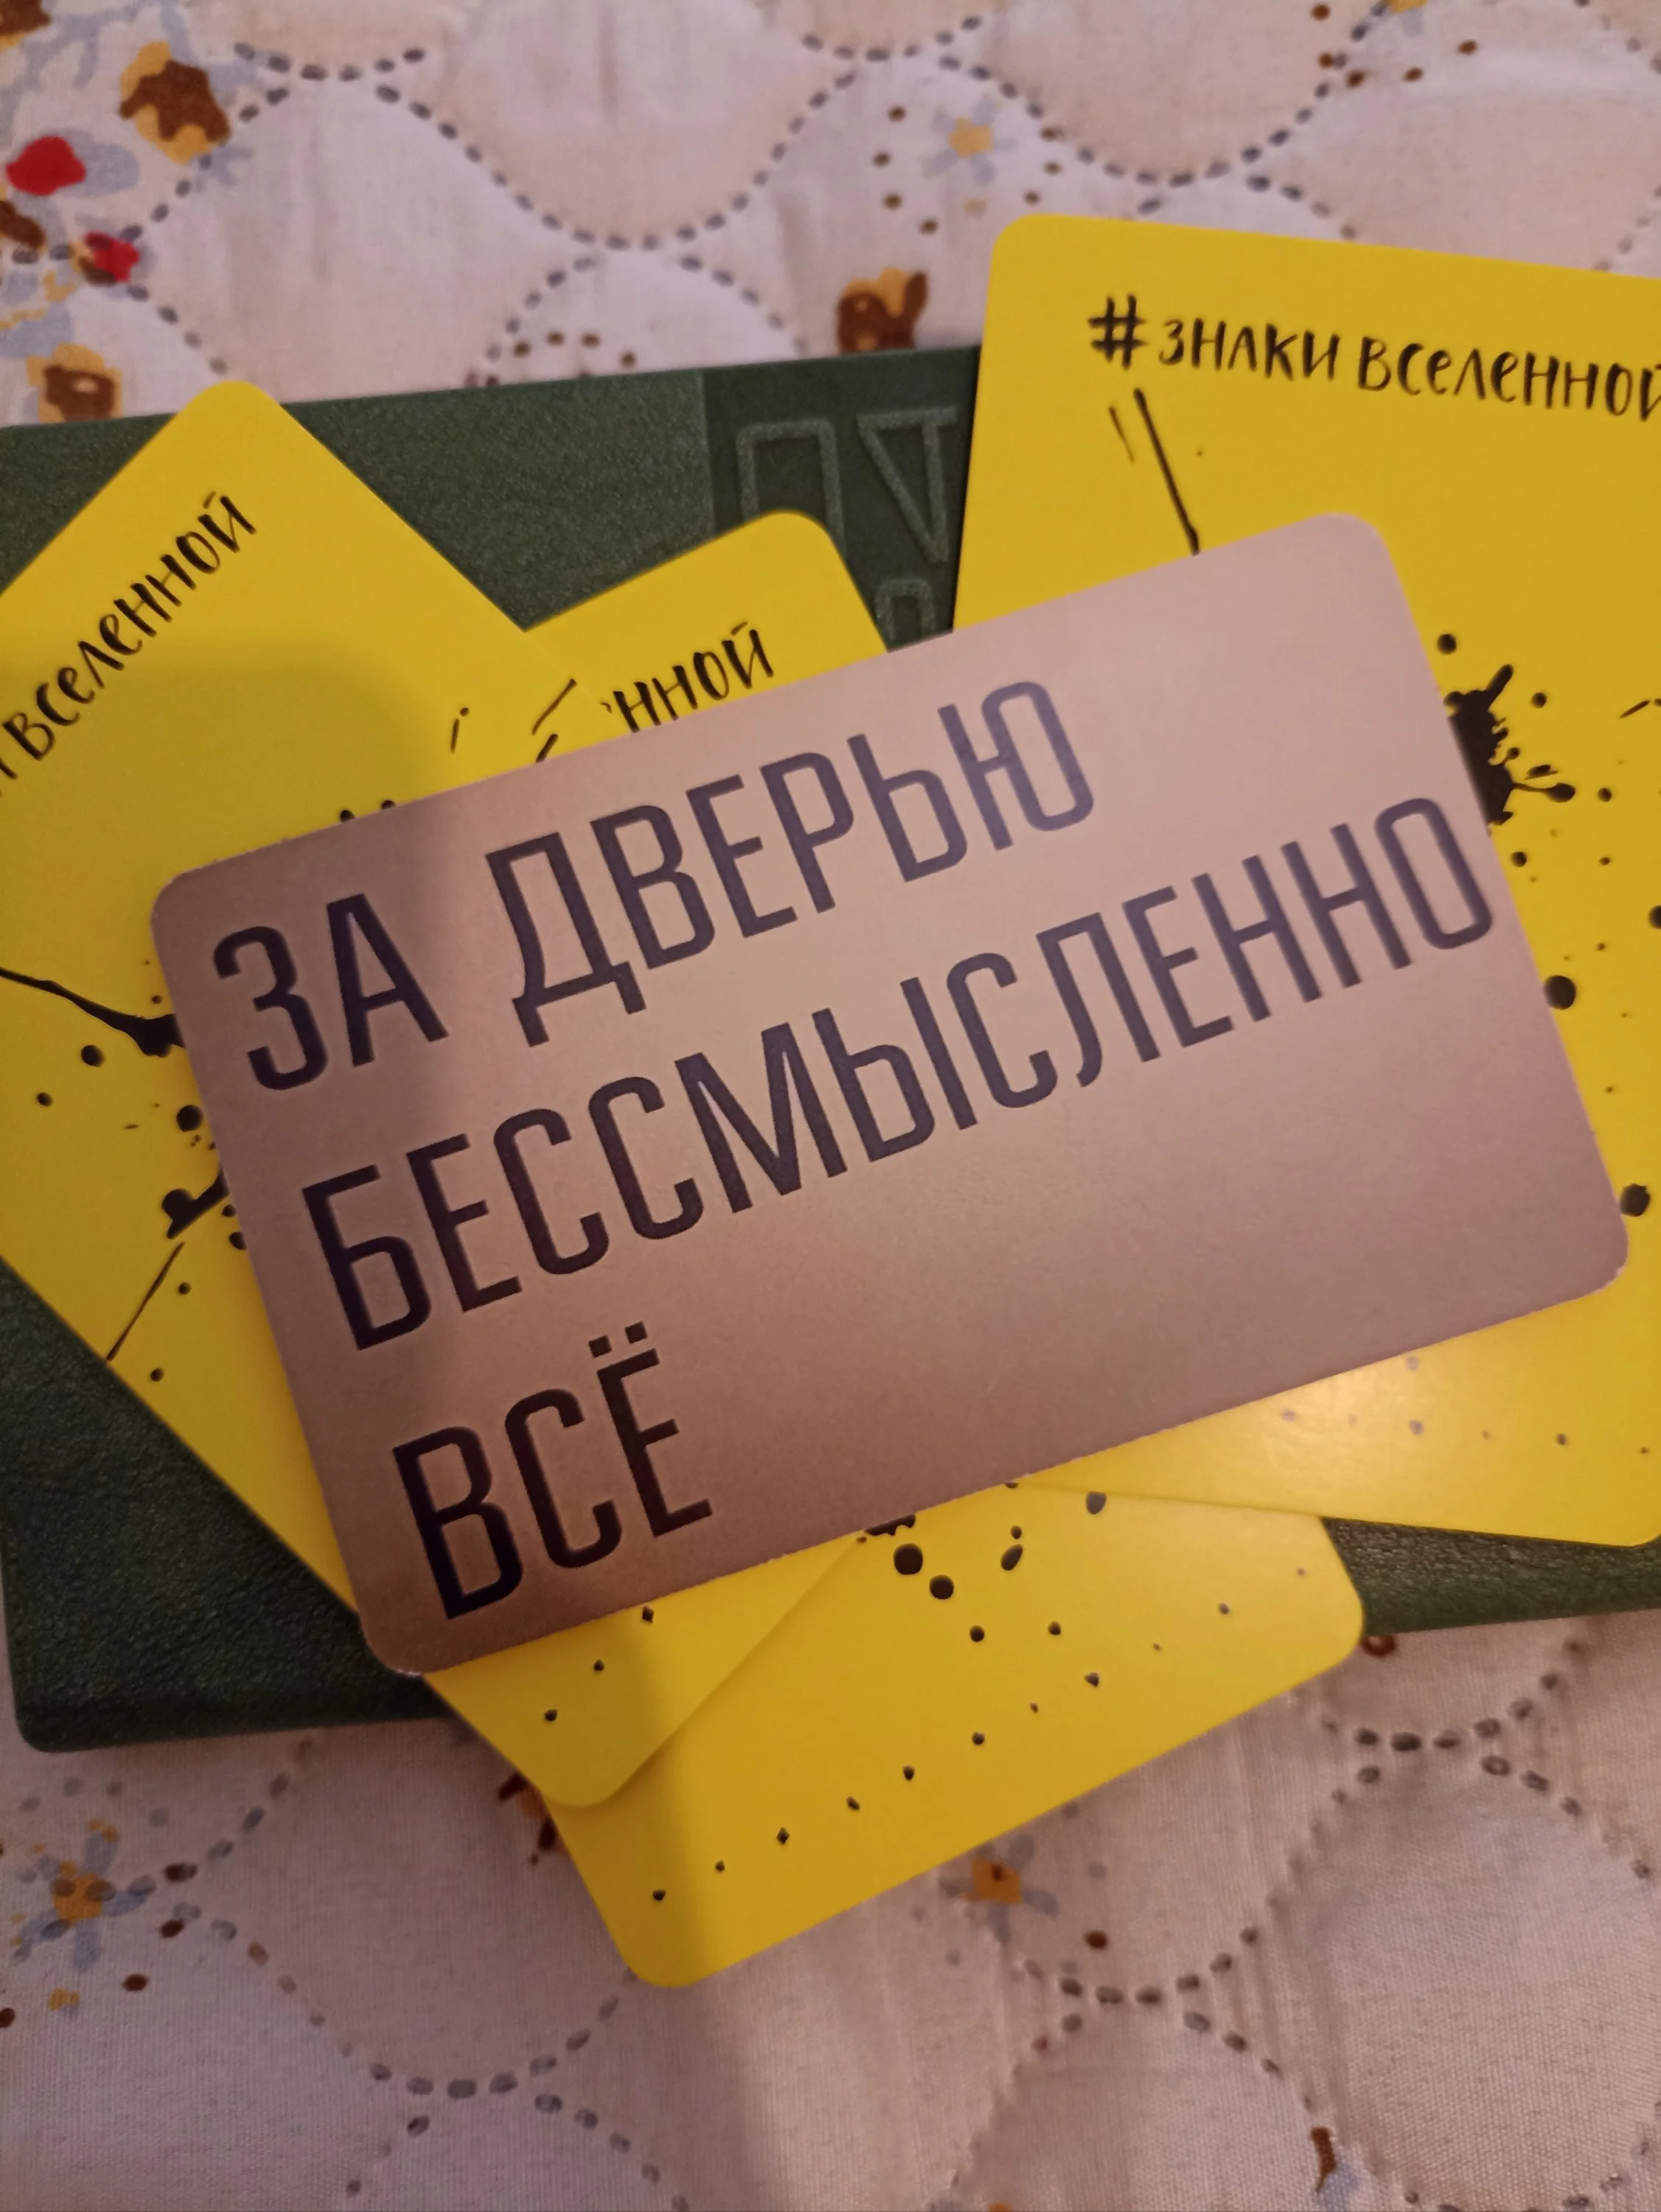 #знаки вселенной
вселенной
нной
ЗА ДВЕРЬЮ
БЕССМЫСЛЕННО
ВСЁ